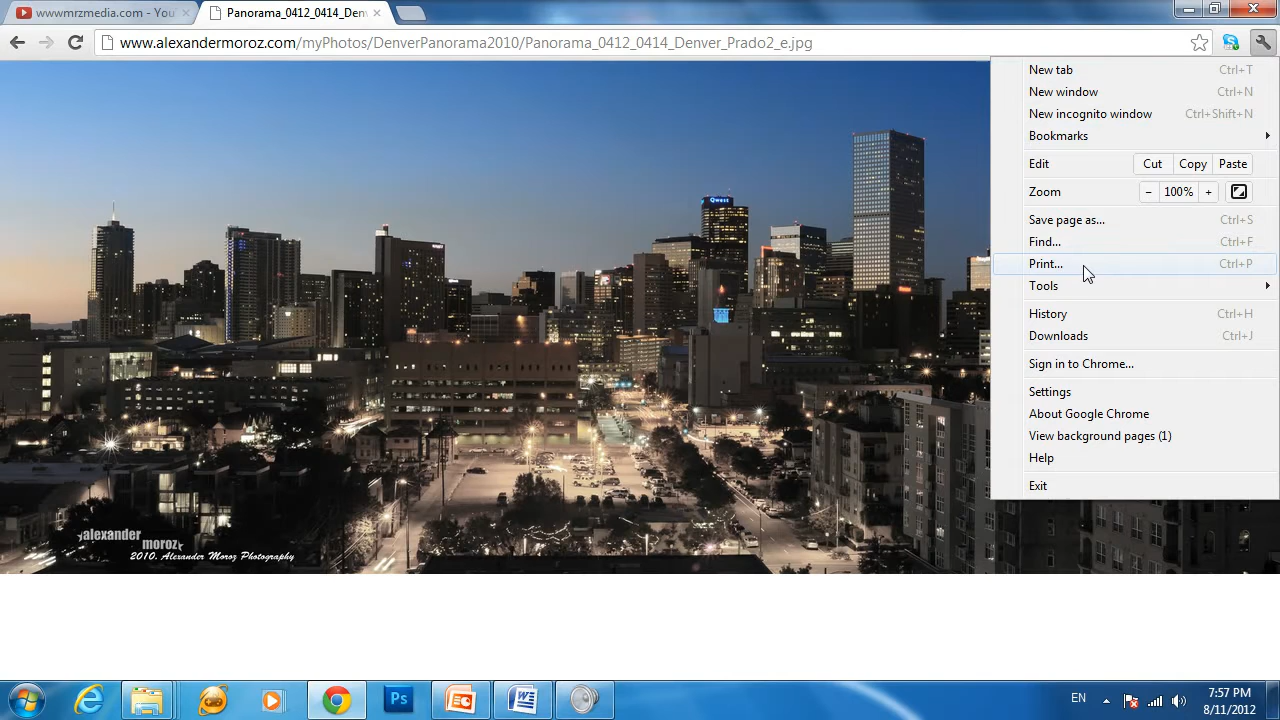 wwwmrzmedia.com - You
Panorama_0412_0414_Denv
www.alexandermoroz.com/myPhotos/DenverPanorama2010/Panorama_0412_0414_Denver_Prado2_e.jpg
New tab Ctrl+T
New window Ctrl+N
New incognito window Ctrl+Shift+N
Bookmarks
Edit Cut Copy Paste
Zoom − 100% +
Save page as... Ctrl+S
Find... Ctrl+F
Print... Ctrl+P
Tools
History Ctrl+H
Downloads Ctrl+J
Sign in to Chrome...
Settings
About Google Chrome
View background pages (1)
Help
Exit
Qwest
alexander
moroz
2010. Alexander Moroz Photography
Ps
EN
7:57 PM
8/11/2012